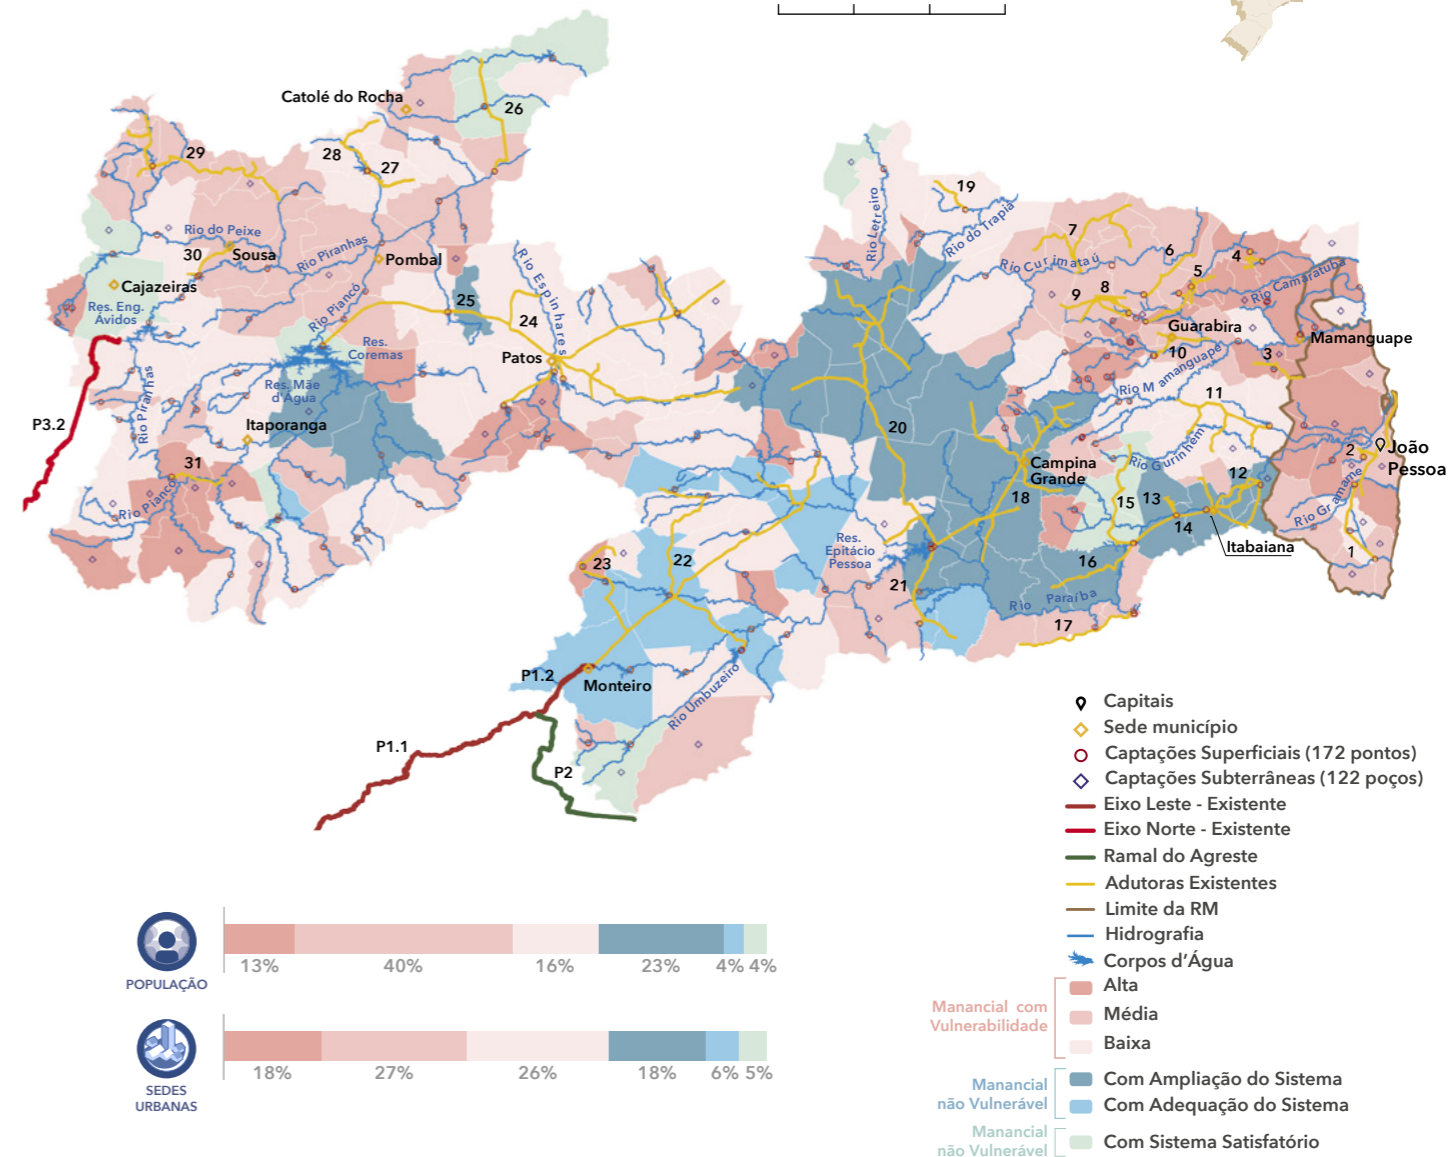 Catolé do Rocha
26
29
28
27
19
Rio Letreiro
Rio do Trapiá
7
Rio Curimataú
6
5
4
Rio Camaratuba
Rio do Peixe
30
Sousa
Rio Piranhas
Pombal
Rio Espinhares
Cajazeiras
Res. Eng.
Ávidos
Rio Piancó
25
24
9
8
Guarabira
Mamanguape
Res.
Coremas
Patos
10
3
Rio Mamanguape
Res. Mãe
d'Água
Rio Piranhas
11
P3.2
Itaporanga
20
Rio Gurinhém
2
João
Pessoa
31
Campina
Grande
18
12
Rio Piancó
15
13
14
Rio Gramame
Itabaiana
Res.
Epitácio
Pessoa
22
23
16
1
21
Rio Paraíba
17
P1.2
Monteiro
Rio Umbuzeiro
P1.1
P2
Capitais
Sede município
Captações Superficiais (172 pontos)
Captações Subterrâneas (122 poços)
Eixo Leste - Existente
Eixo Norte - Existente
Ramal do Agreste
Adutoras Existentes
Limite da RM
Hidrografia
Corpos d'Água
Manancial com
Vulnerabilidade
Alta
Média
Baixa
Manancial
não Vulnerável
Com Ampliação do Sistema
Com Adequação do Sistema
Manancial
não Vulnerável
Com Sistema Satisfatório
POPULAÇÃO
13% 40% 16% 23% 4% 4%
SEDES
URBANAS
18% 27% 26% 18% 6% 5%